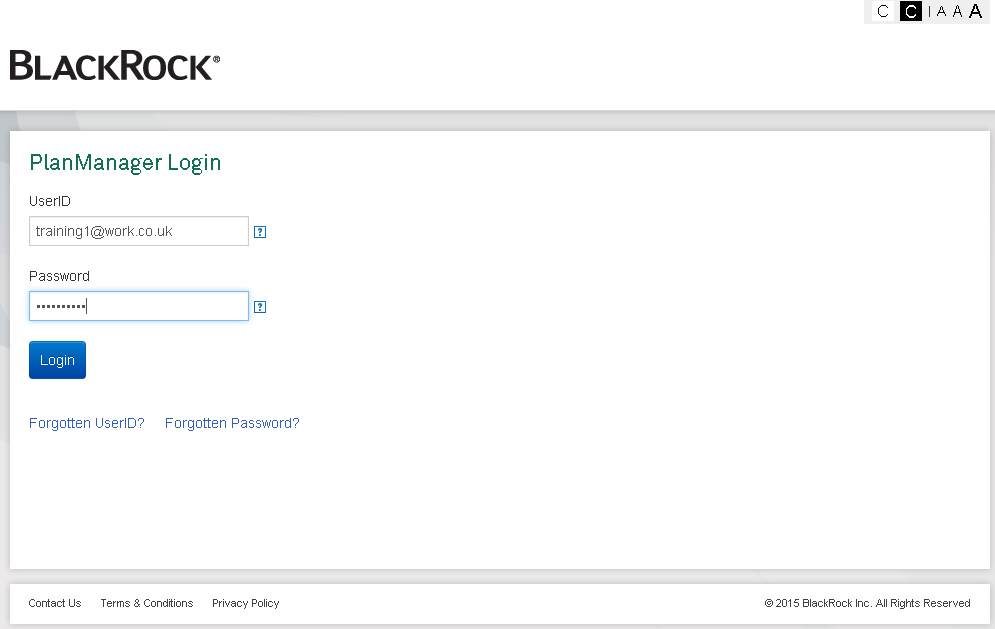 C C | A A A
BLACKROCK®
PlanManager Login
UserID
training1@work.co.uk ?
Password
•••••••••• ?
Login
Forgotten UserID? Forgotten Password?
Contact Us Terms & Conditions Privacy Policy © 2015 BlackRock Inc. All Rights Reserved